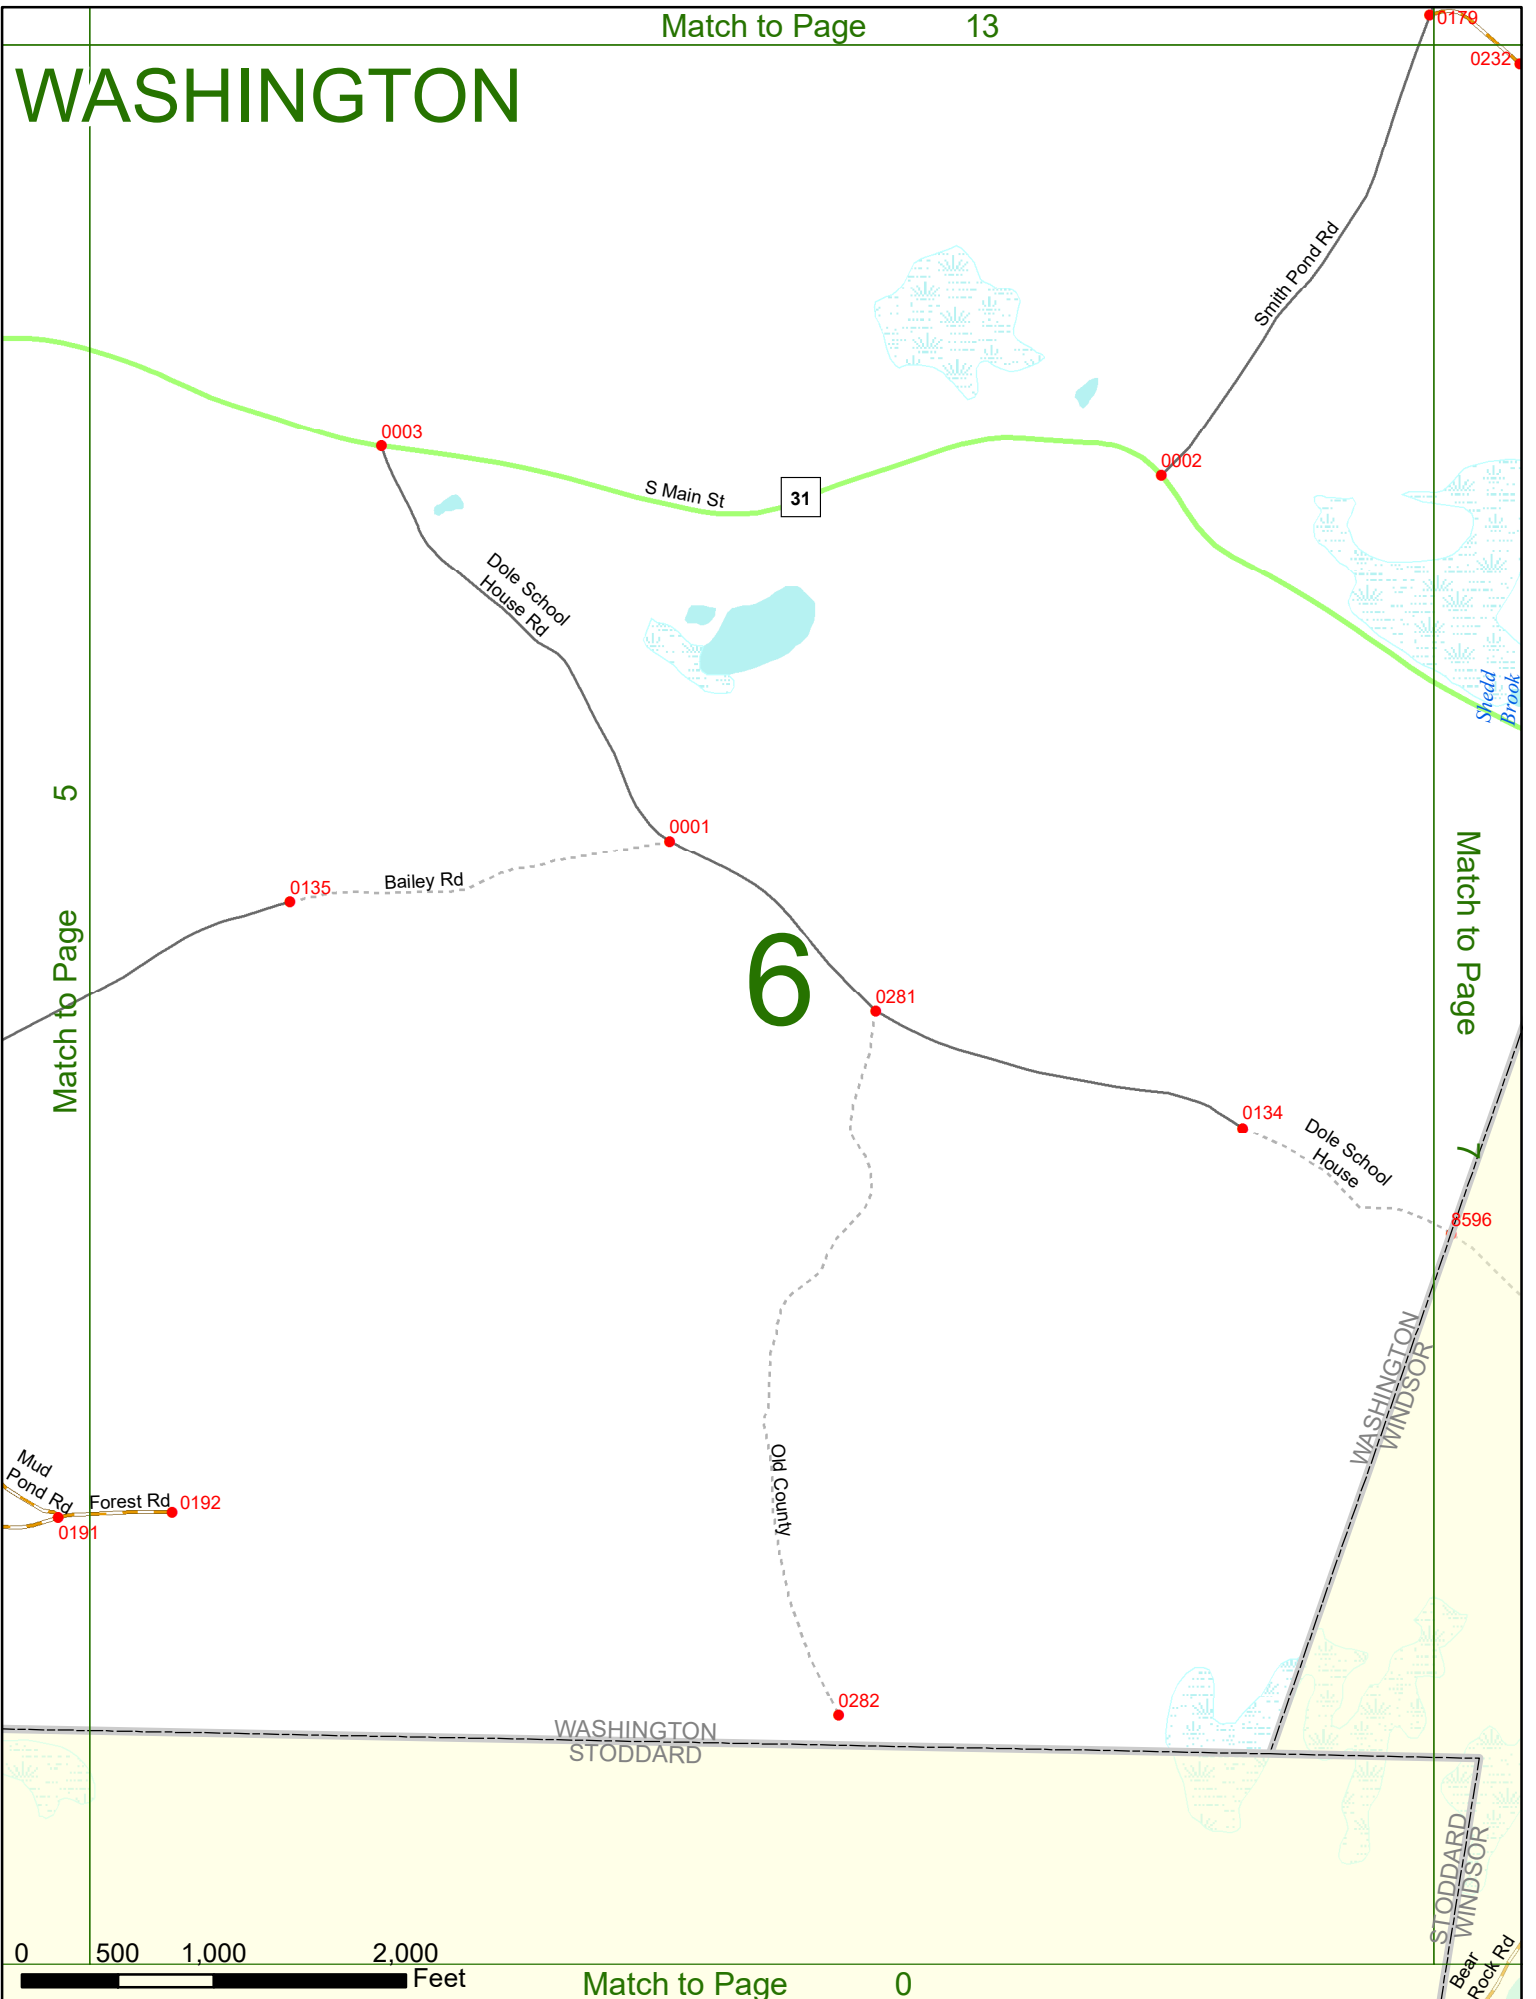 Match to Page 13
0179
0232
WASHINGTON
Smith Pond Rd
0003
0002
S Main St
31
Dole School
House Rd
Shedd
Brook
Match to Page 5
0001
Match to Page 7
0135
Bailey Rd
6
0281
0134
Dole School
House
8596
WASHINGTON
WINDSOR
Mud
Pond Rd
Forest Rd
0192
0191
Old County
0282
WASHINGTON
STODDARD
STODDARD
WINDSOR
0 500 1,000 2,000
Feet
Match to Page 0
Bear
Rock Rd